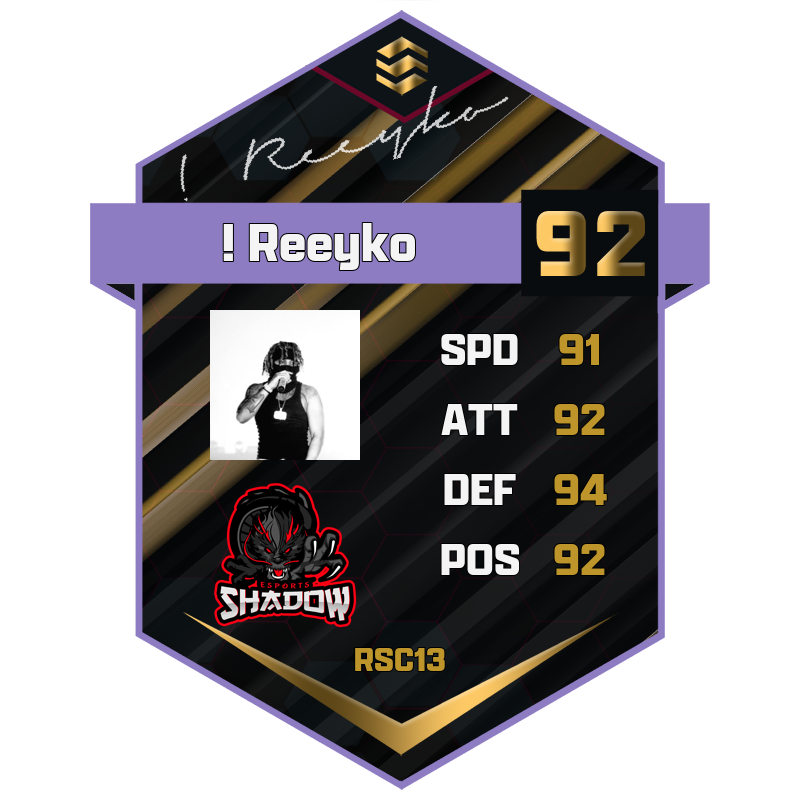 ! Reeyko
! Reeyko
92
SPD 91
ATT 92
DEF 94
POS 92
ESPORTS
SHADOW
RSC13